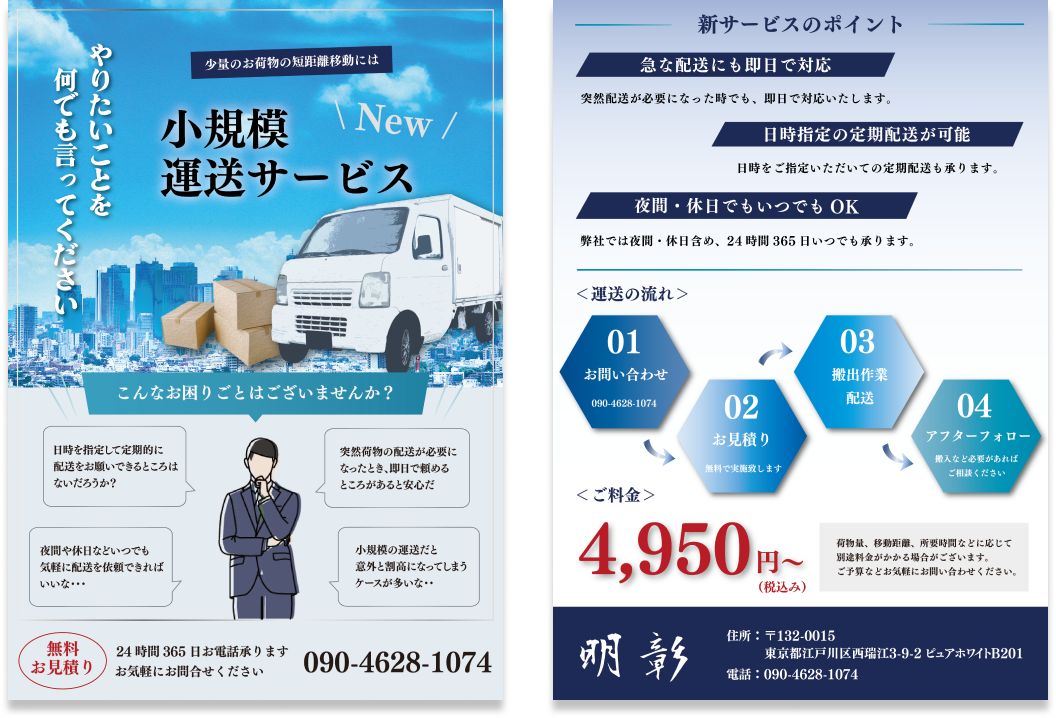 やりたいことを
何でも言ってください
少量のお荷物の短距離移動には
New
小規模
運送サービス
こんなお困りごとはございませんか？
日時を指定して定期的に
配送をお願いできるところは
ないだろうか？
突然荷物の配送が必要に
なったとき、即日で頼める
ところがあると安心だ
夜間や休日などいつでも
気軽に配送を依頼できれば
いいな・・・
小規模の運送だと
意外と割高になってしまう
ケースが多いな・・
無料
お見積り
24時間365日お電話承ります
お気軽にお問合せください
090-4628-1074
新サービスのポイント
急な配送にも即日で対応
突然配送が必要になった時でも、即日で対応いたします。
日時指定の定期配送が可能
日時をご指定いただいての定期配送も承ります。
夜間・休日でもいつでもOK
弊社では夜間・休日含め、24時間365日いつでも承ります。
＜運送の流れ＞
01
お問い合わせ
090-4628-1074
02
お見積り
無料で実施致します
03
搬出作業
配送
04
アフターフォロー
搬入など必要があれば
ご相談ください
＜ご料金＞
4,950円～
（税込み）
荷物量、移動距離、所要時間などに応じて
別途料金がかかる場合がございます。
ご予算などお気軽にお問い合わせください。
明彰
住所：〒132-0015
東京都江戸川区西瑞江3-9-2 ピュアホワイトB201
電話：090-4628-1074